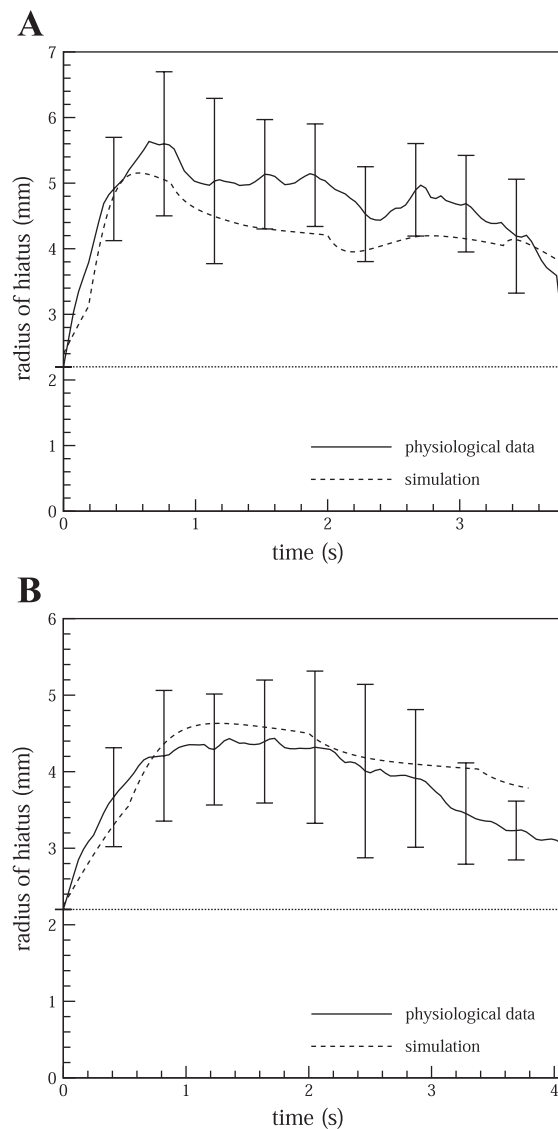 A
7
6
5
4
3
2
1
0
radius of hiatus (mm)
physiological data
simulation
0 1 2 3
time (s)
B
6
5
4
3
2
1
0
radius of hiatus (mm)
physiological data
simulation
0 1 2 3 4
time (s)